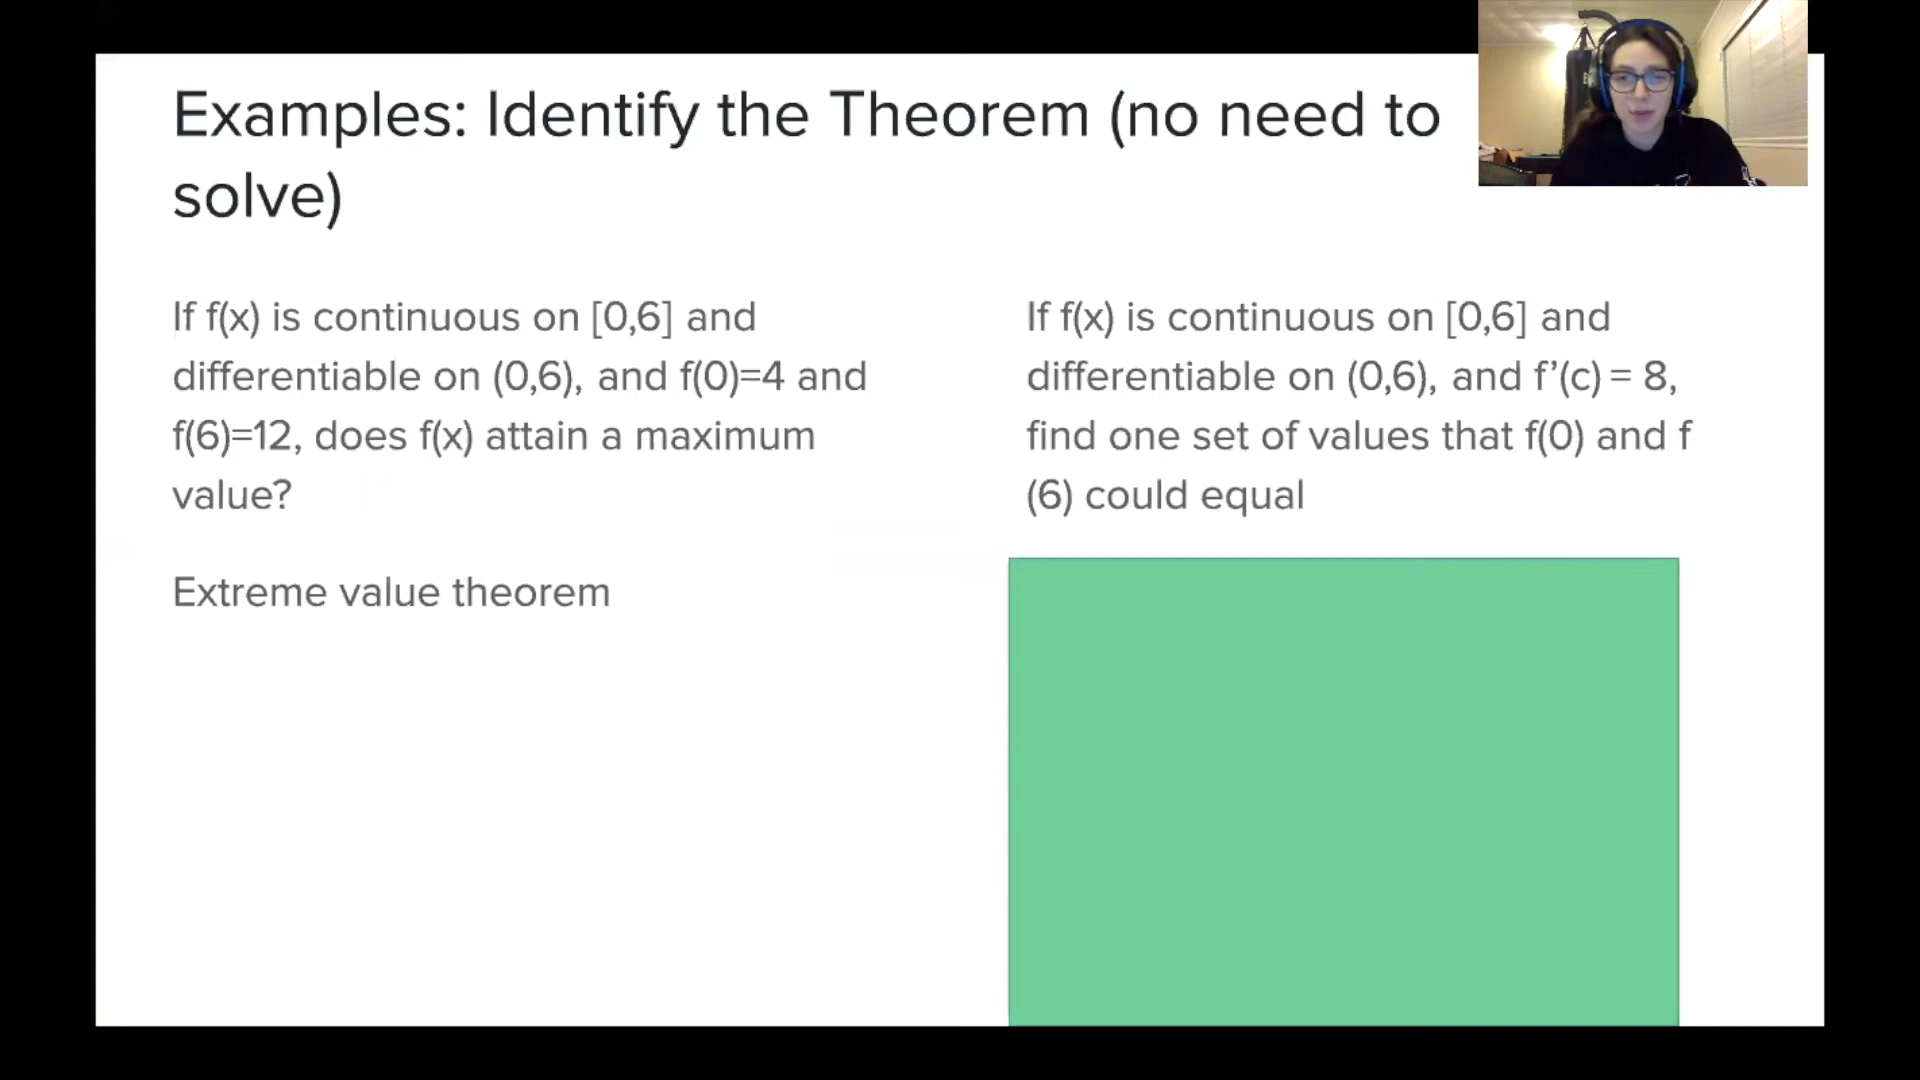 Examples: Identify the Theorem (no need to
solve)
If f(x) is continuous on [0,6] and
differentiable on (0,6), and f(0)=4 and
f(6)=12, does f(x) attain a maximum
value?
Extreme value theorem
If f(x) is continuous on [0,6] and
differentiable on (0,6), and f’(c) = 8,
find one set of values that f(0) and f
(6) could equal